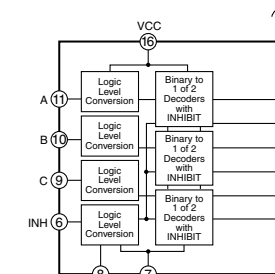 VCC
16
Logic
Level
Conversion
Binary to
1 of 2
Decoders
with
INHIBIT
A 11
Logic
Level
Conversion
B 10
Binary to
1 of 2
Decoders
with
INHIBIT
Logic
Level
Conversion
C 9
Binary to
1 of 2
Decoders
with
INHIBIT
Logic
Level
Conversion
INH 6
8
7